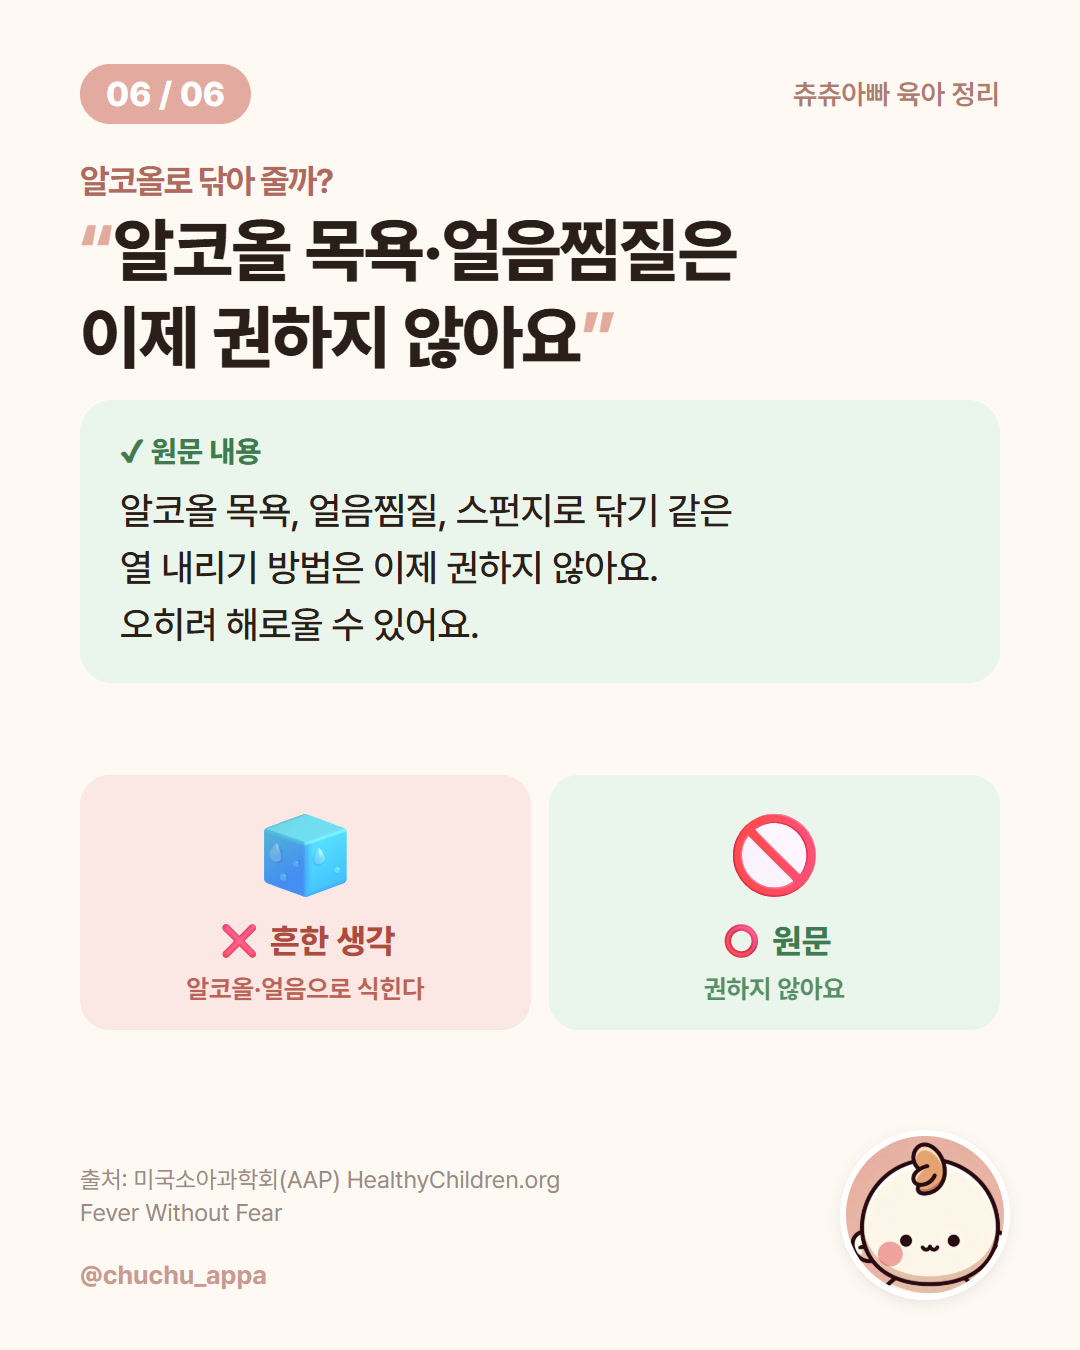 06 / 06
츄츄아빠 육아 정리
알코올로 닦아 줄까?
“알코올 목욕·얼음찜질은
이제 권하지 않아요”
✓ 원문 내용
알코올 목욕, 얼음찜질, 스펀지로 닦기 같은
열 내리기 방법은 이제 권하지 않아요.
오히려 해로울 수 있어요.
❌ 흔한 생각
알코올·얼음으로 식힌다
⭕ 원문
권하지 않아요
출처: 미국소아과학회(AAP) HealthyChildren.org
Fever Without Fear
@chuchu_appa